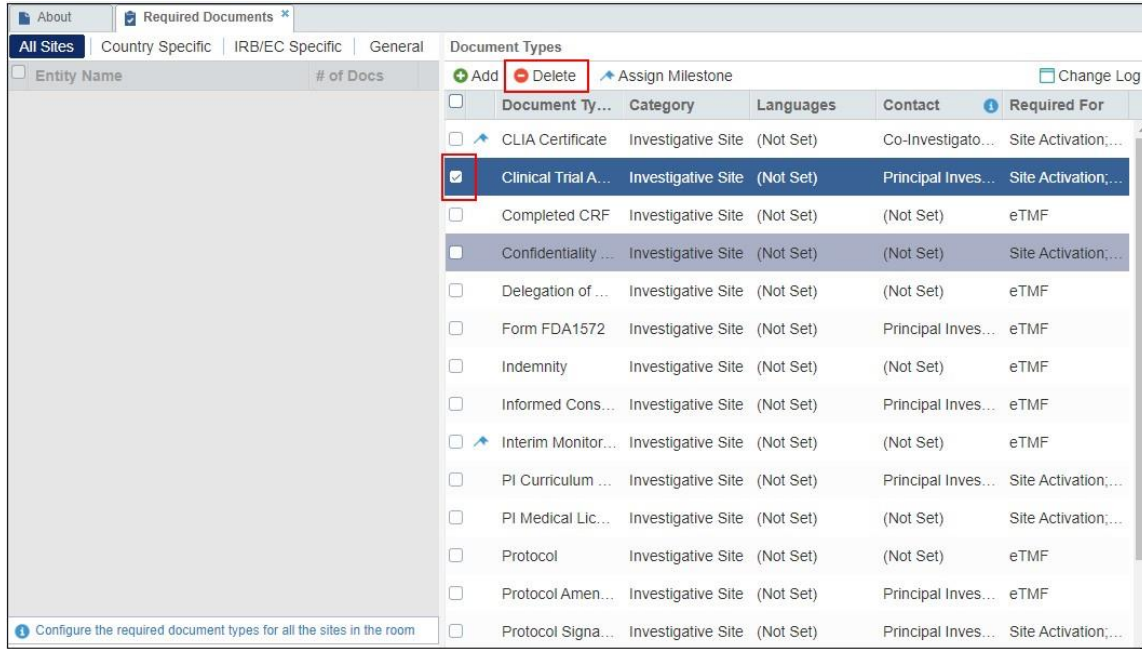 About Required Documents
All Sites Country Specific IRB/EC Specific General Document Types
Entity Name # of Docs Add Delete Assign Milestone Change Log
Document Ty... Category Languages Contact Required For
CLIA Certificate Investigative Site (Not Set) Co-Investigato... Site Activation;...
Clinical Trial A... Investigative Site (Not Set) Principal Inves... Site Activation;...
Completed CRF Investigative Site (Not Set) (Not Set) eTMF
Confidentiality ... Investigative Site (Not Set) (Not Set) Site Activation;...
Delegation of ... Investigative Site (Not Set) (Not Set) eTMF
Form FDA1572 Investigative Site (Not Set) Principal Inves... eTMF
Indemnity Investigative Site (Not Set) (Not Set) eTMF
Informed Cons... Investigative Site (Not Set) Principal Inves... eTMF
Interim Monitor... Investigative Site (Not Set) (Not Set) eTMF
PI Curriculum ... Investigative Site (Not Set) Principal Inves... Site Activation;...
PI Medical Lic... Investigative Site (Not Set) (Not Set) Site Activation;...
Protocol Investigative Site (Not Set) (Not Set) eTMF
Protocol Amen... Investigative Site (Not Set) Principal Inves... eTMF
Configure the required document types for all the sites in the room Protocol Signa... Investigative Site (Not Set) Principal Inves... Site Activation;...